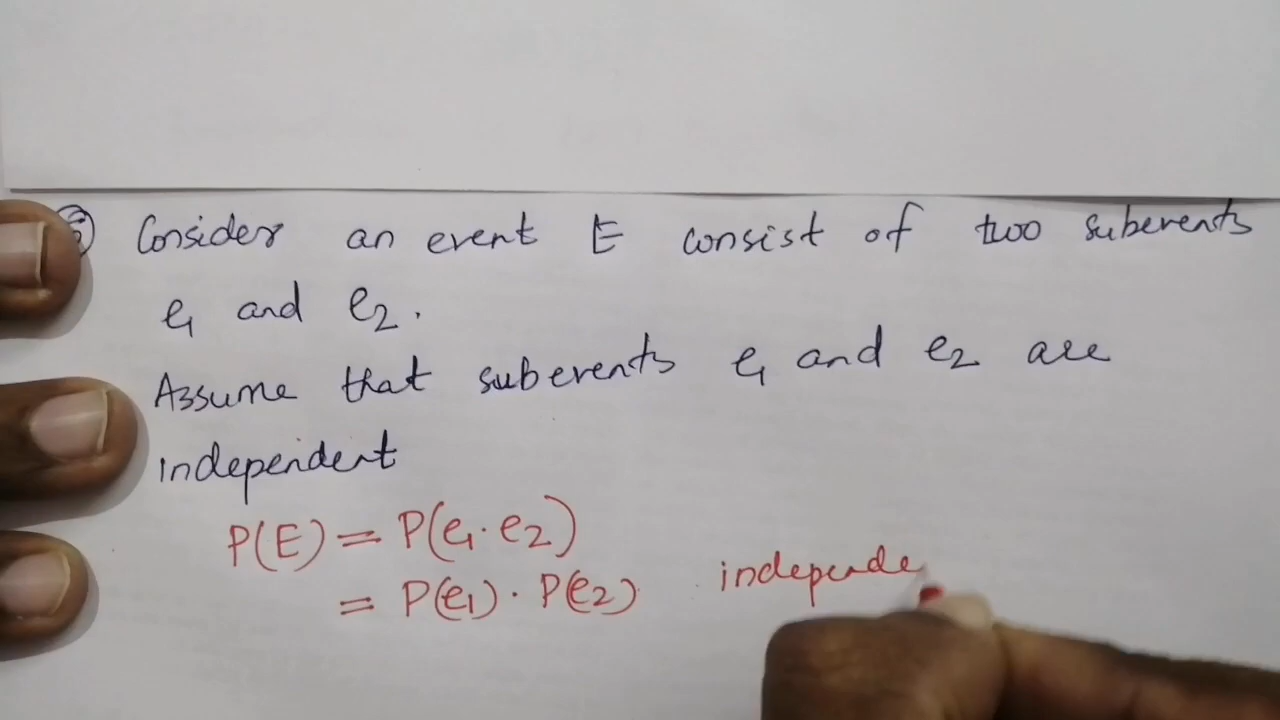 Consider an event E consist of two subevents
e1 and e2.
Assume that subevents e1 and e2 are
independent
P(E) = P(e1 · e2)
= P(e1) · P(e2) independe